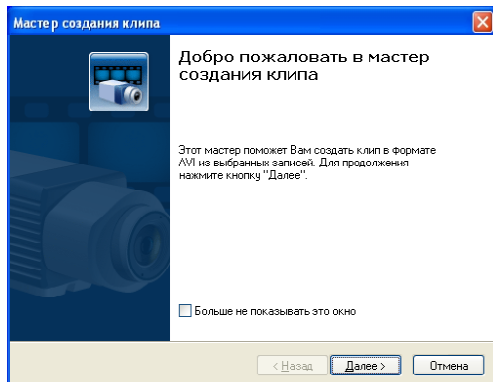 Мастер создания клипа
Добро пожаловать в мастер
создания клипа
Этот мастер поможет Вам создать клип в формате
AVI из выбранных записей. Для продолжения
нажмите кнопку "Далее".
Больше не показывать это окно
< Назад
Далее >
Отмена